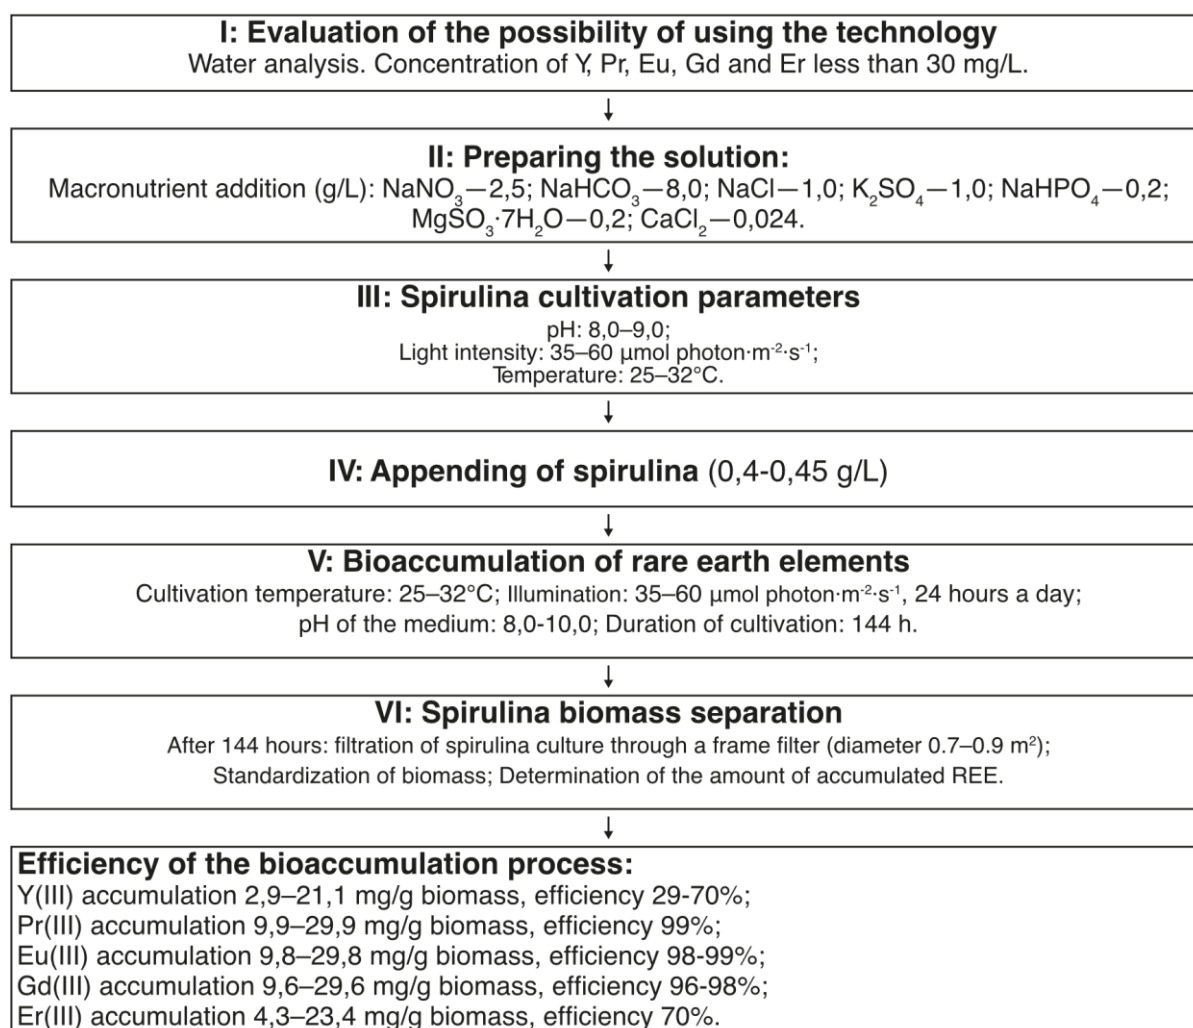 I: Evaluation of the possibility of using the technology
Water analysis. Concentration of Y, Pr, Eu, Gd and Er less than 30 mg/L.
II: Preparing the solution:
Macronutrient addition (g/L): NaNO₃—2,5; NaHCO₃—8,0; NaCl—1,0; K₂SO₄—1,0; NaHPO₄—0,2;
MgSO₃·7H₂O—0,2; CaCl₂—0,024.
III: Spirulina cultivation parameters
pH: 8,0–9,0;
Light intensity: 35–60 μmol photon·m⁻²·s⁻¹;
Temperature: 25–32°C.
IV: Appending of spirulina (0,4-0,45 g/L)
V: Bioaccumulation of rare earth elements
Cultivation temperature: 25–32°C; Illumination: 35–60 μmol photon·m⁻²·s⁻¹, 24 hours a day;
pH of the medium: 8,0-10,0; Duration of cultivation: 144 h.
VI: Spirulina biomass separation
After 144 hours: filtration of spirulina culture through a frame filter (diameter 0.7–0.9 m²);
Standardization of biomass; Determination of the amount of accumulated REE.
Efficiency of the bioaccumulation process:
Y(III) accumulation 2,9–21,1 mg/g biomass, efficiency 29-70%;
Pr(III) accumulation 9,9–29,9 mg/g biomass, efficiency 99%;
Eu(III) accumulation 9,8–29,8 mg/g biomass, efficiency 98-99%;
Gd(III) accumulation 9,6–29,6 mg/g biomass, efficiency 96-98%;
Er(III) accumulation 4,3–23,4 mg/g biomass, efficiency 70%.